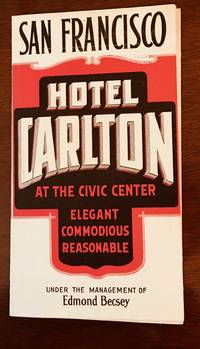 SAN FRANCISCO
HOTEL
CARLTON
AT THE CIVIC CENTER
ELEGANT
COMMODIOUS
REASONABLE
UNDER THE MANAGEMENT OF
Edmond Becsey